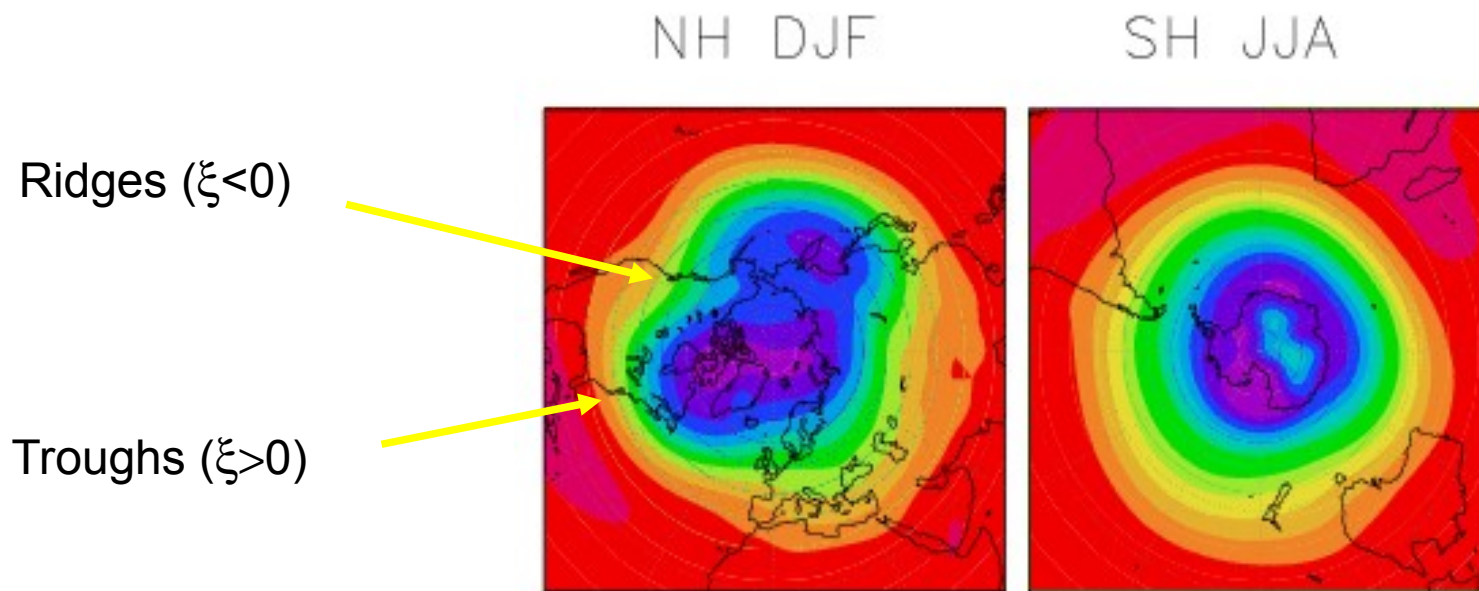 NH DJF
SH JJA
Ridges (ξ<0)
Troughs (ξ>0)